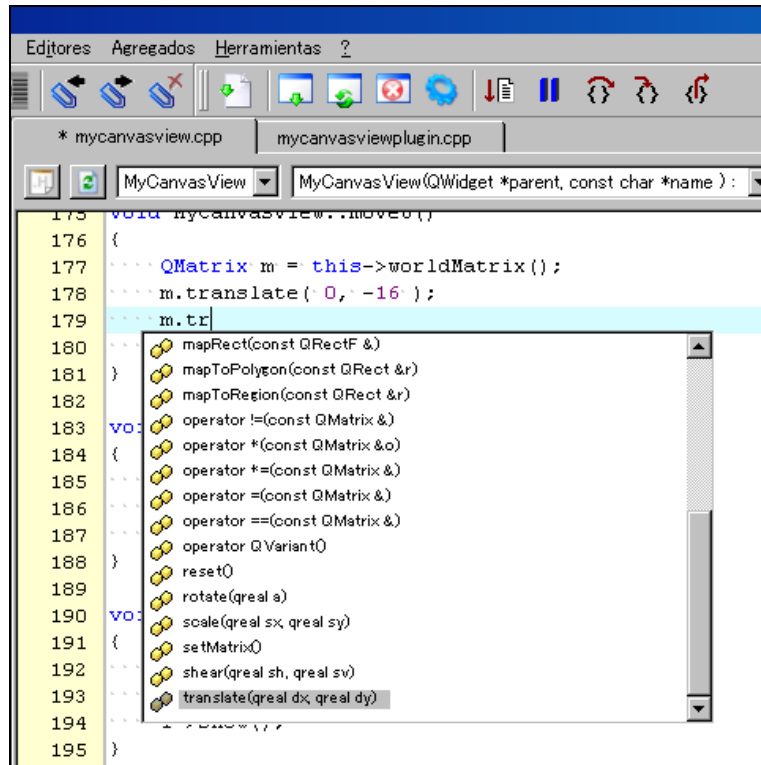 Editores Agregados Herramientas ?
* mycanvasview.cpp mycanvasviewplugin.cpp
MyCanvasView MyCanvasView(QWidget *parent, const char *name ) :
175 void MyCanvasView::moveU()
176 {
177 QMatrix m = this->worldMatrix();
178 m.translate( 0, -16 );
179 m.tr
180 mapRect(const QRectF &)
181 } mapToPolygon(const QRect &r)
182 mapToRegion(const QRect &r)
183 vo operator !=(const QMatrix &)
184 { operator *(const QMatrix &o)
185 operator *=(const QMatrix &)
186 operator =(const QMatrix &)
187 operator ==(const QMatrix &)
188 } operator QVariant()
189 reset()
190 vo rotate(qreal a)
191 { scale(qreal sx, qreal sy)
192 setMatrix()
193 shear(qreal sh, qreal sv)
translate(qreal dx, qreal dy)
194
195 }